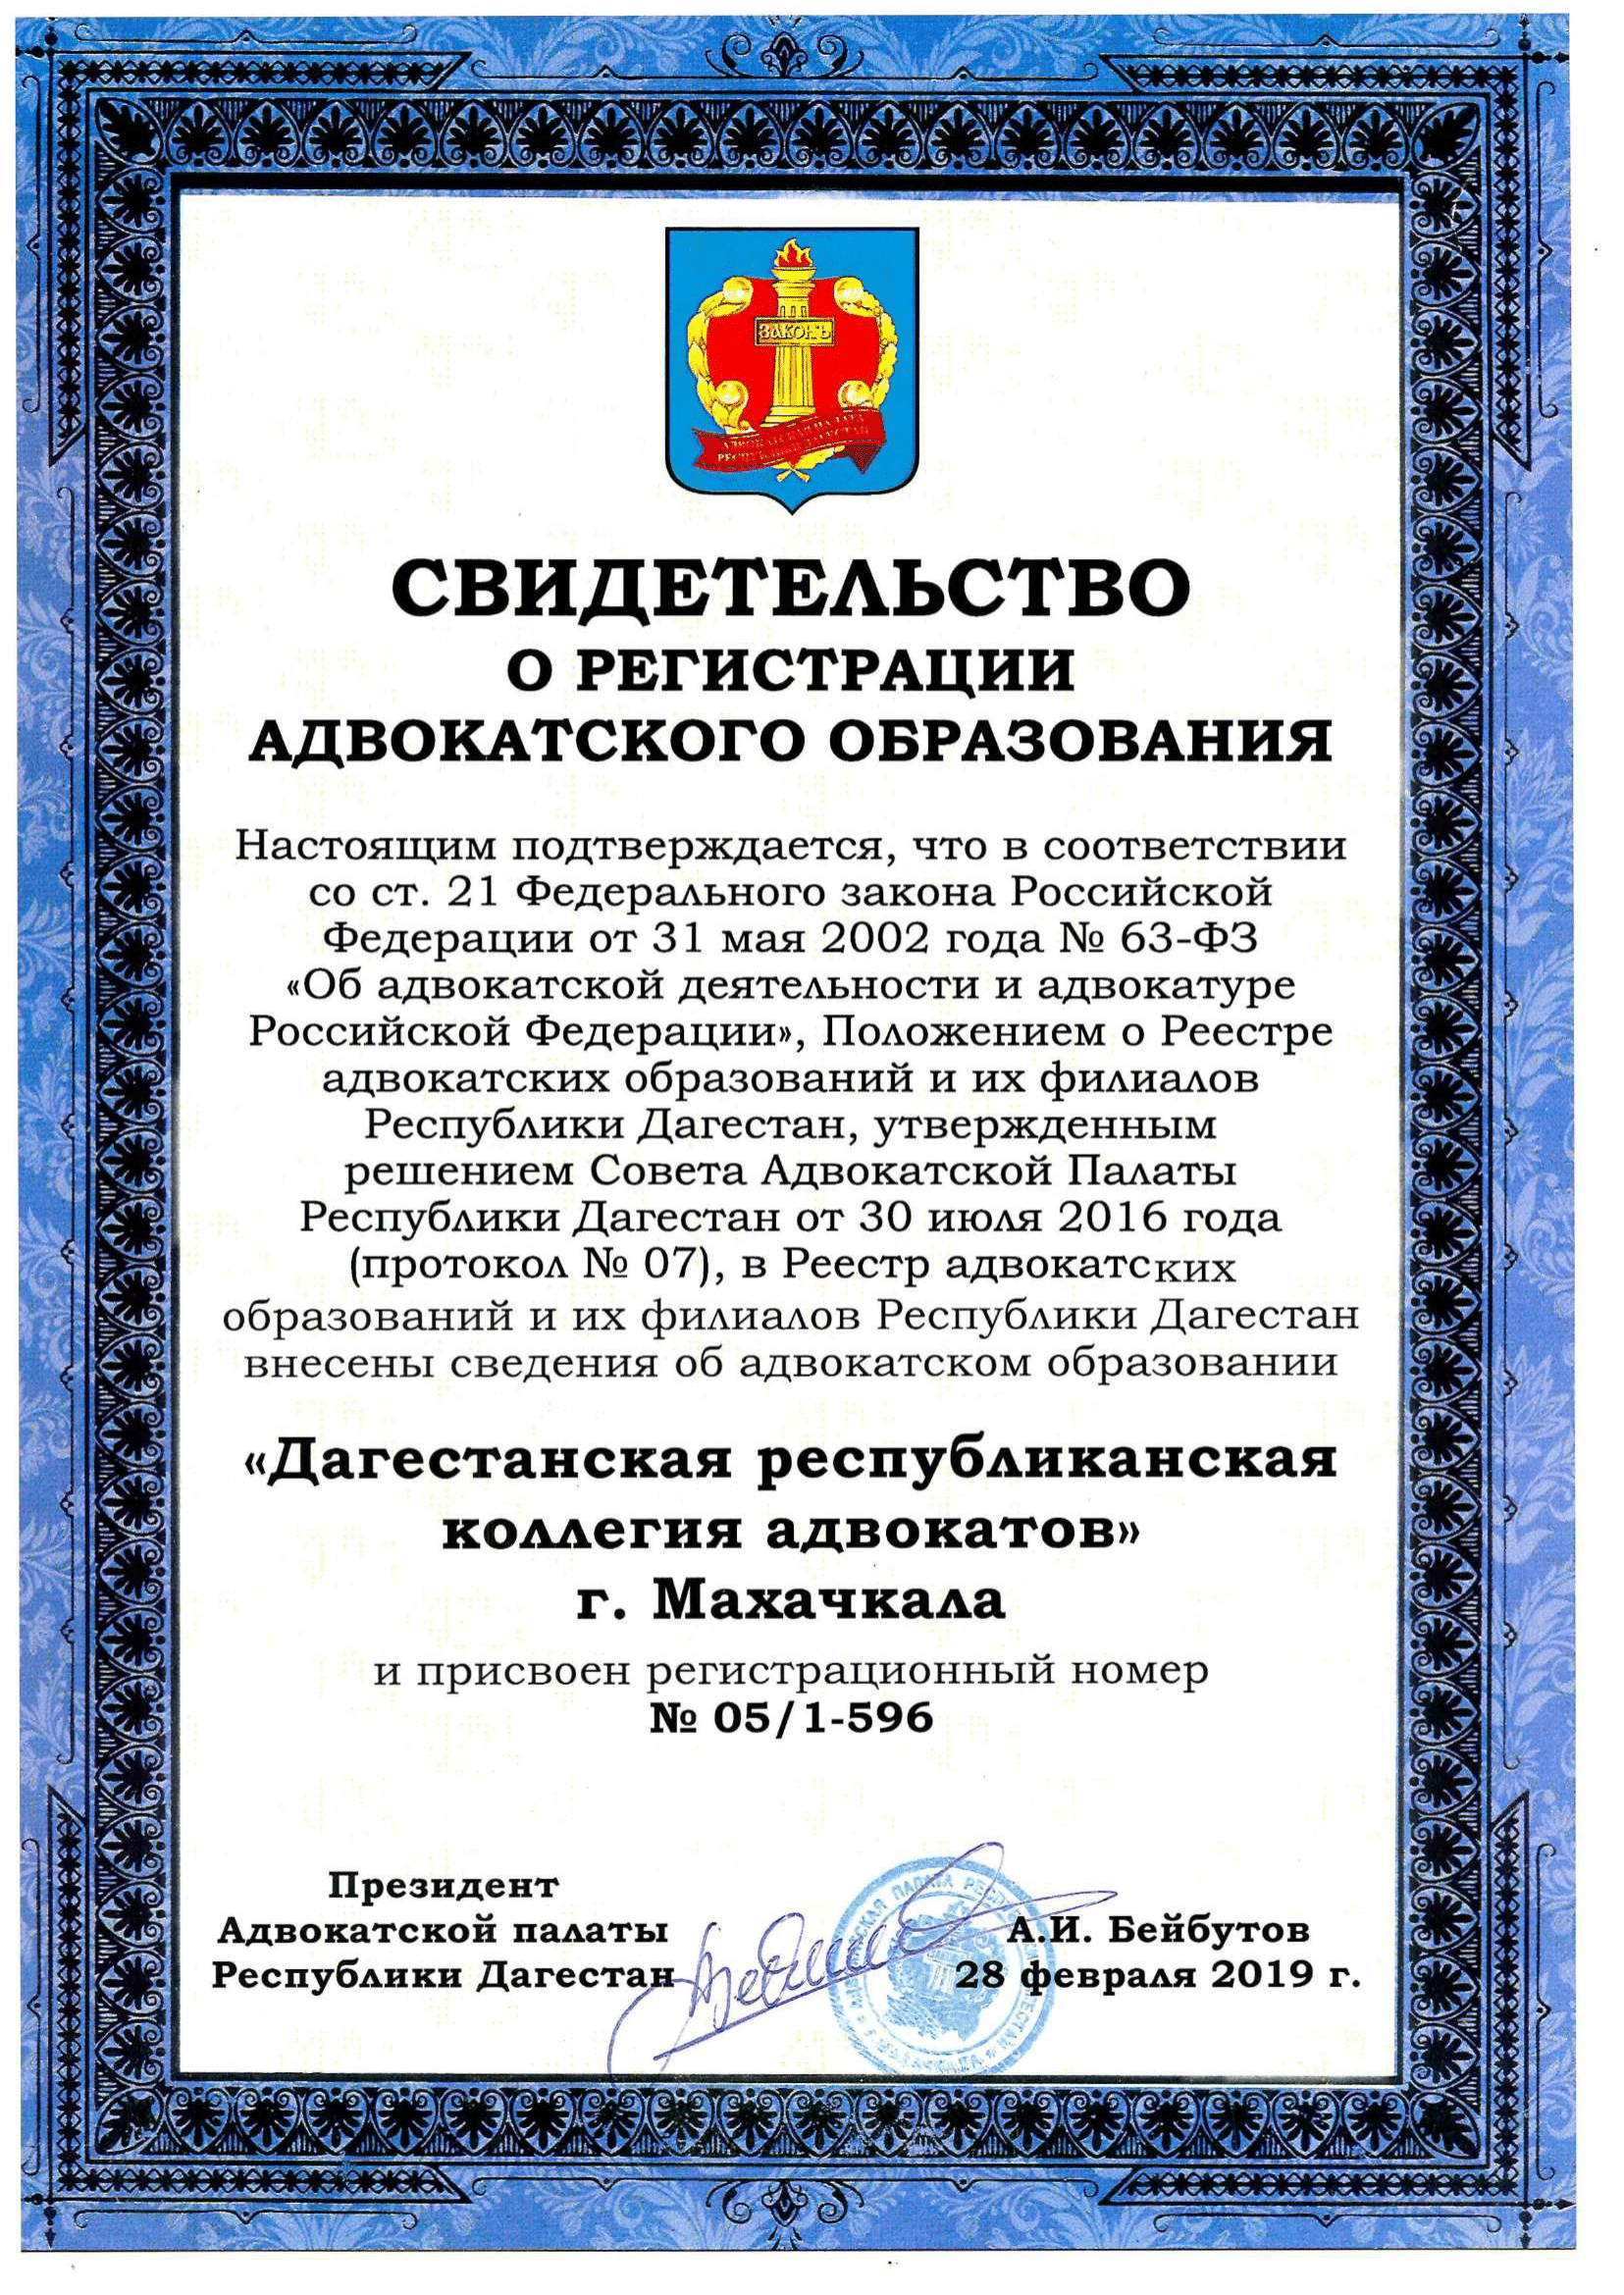 ЗАКОНЪ
АДВОКАТСКАЯ ПАЛАТА
РЕСПУБЛИКИ ДАГЕСТАН
СВИДЕТЕЛЬСТВО
О РЕГИСТРАЦИИ
АДВОКАТСКОГО ОБРАЗОВАНИЯ
Настоящим подтверждается, что в соответствии
со ст. 21 Федерального закона Российской
Федерации от 31 мая 2002 года № 63-ФЗ
«Об адвокатской деятельности и адвокатуре
Российской Федерации», Положением о Реестре
адвокатских образований и их филиалов
Республики Дагестан, утвержденным
решением Совета Адвокатской Палаты
Республики Дагестан от 30 июля 2016 года
(протокол № 07), в Реестр адвокатских
образований и их филиалов Республики Дагестан
внесены сведения об адвокатском образовании
«Дагестанская республиканская
коллегия адвокатов»
г. Махачкала
и присвоен регистрационный номер
№ 05/1-596
Президент
Адвокатской палаты
Республики Дагестан
А.И. Бейбутов
28 февраля 2019 г.